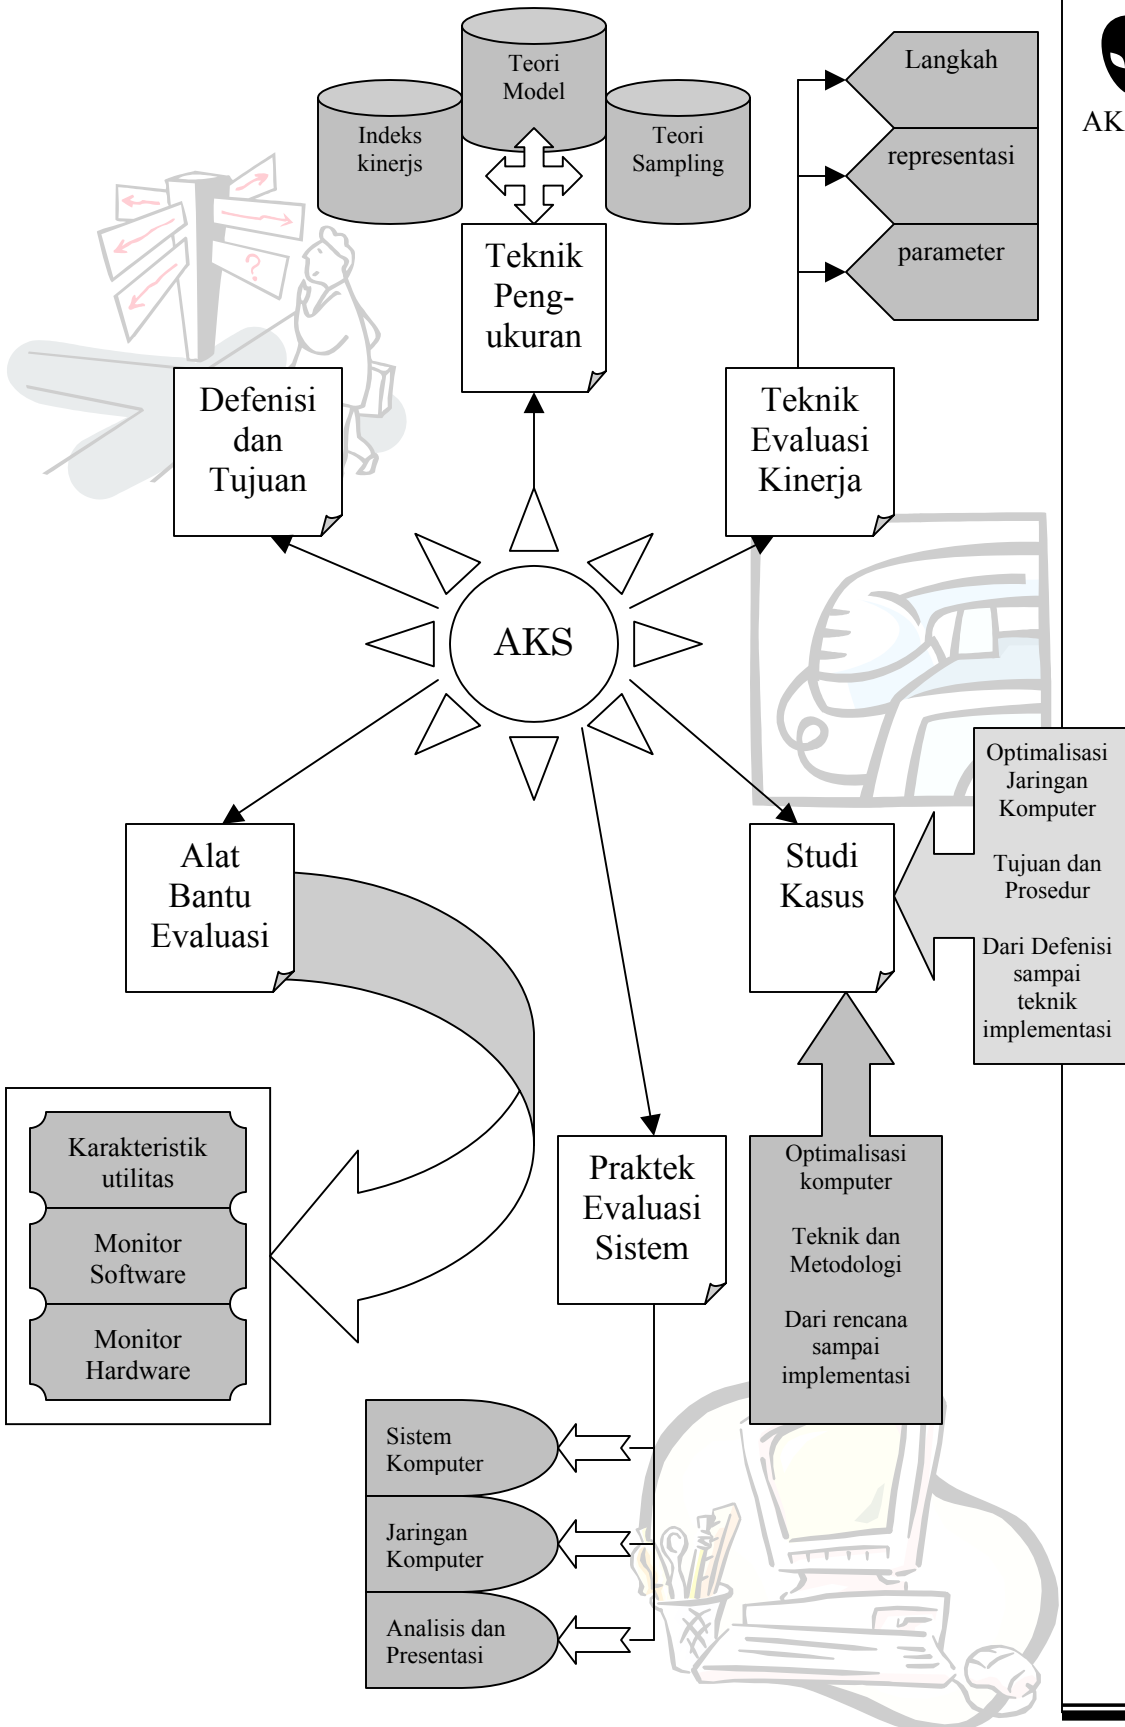 Teori
Model
Indeks
kinerjs
Teori
Sampling
Langkah
representasi
parameter
AK
?
Teknik
Peng-
ukuran
Defenisi
dan
Tujuan
Teknik
Evaluasi
Kinerja
AKS
Alat
Bantu
Evaluasi
Studi
Kasus
Optimalisasi
Jaringan
Komputer
Tujuan dan
Prosedur
Dari Defenisi
sampai
teknik
implementasi
Karakteristik
utilitas
Monitor
Software
Monitor
Hardware
Praktek
Evaluasi
Sistem
Optimalisasi
komputer
Teknik dan
Metodologi
Dari rencana
sampai
implementasi
Sistem
Komputer
Jaringan
Komputer
Analisis dan
Presentasi